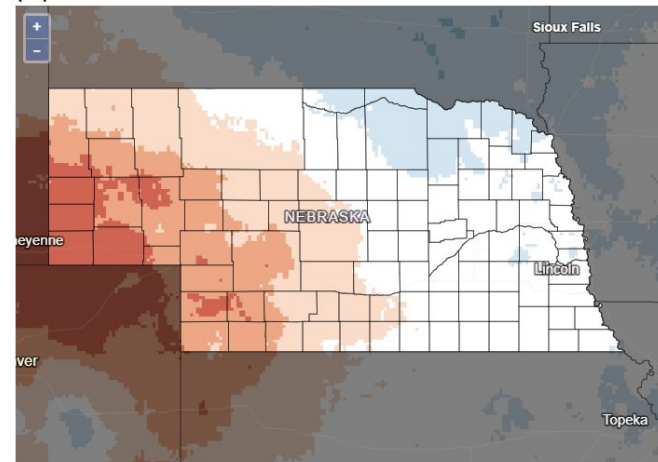 +
Sioux Falls
–
NEBRASKA
eyenne
Lincoln
ver
Topeka